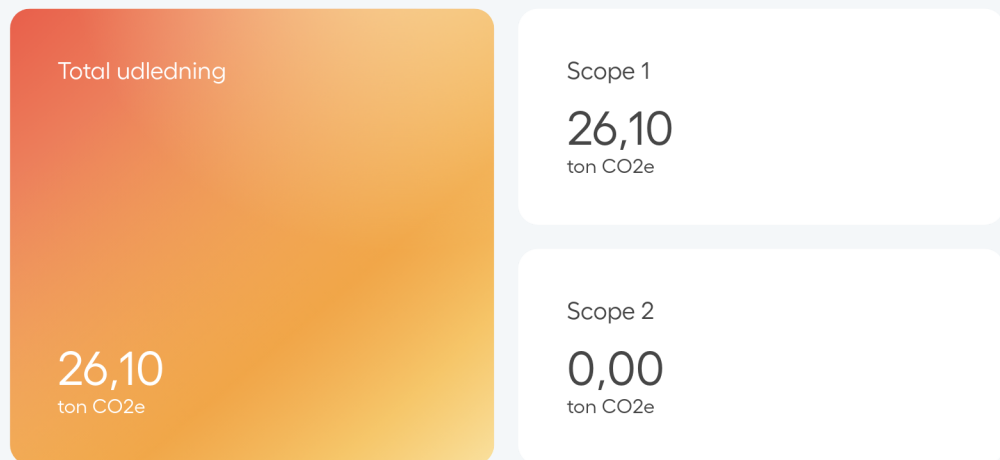 Total udledning
26,10
ton CO2e
Scope 1
26,10
ton CO2e
Scope 2
0,00
ton CO2e